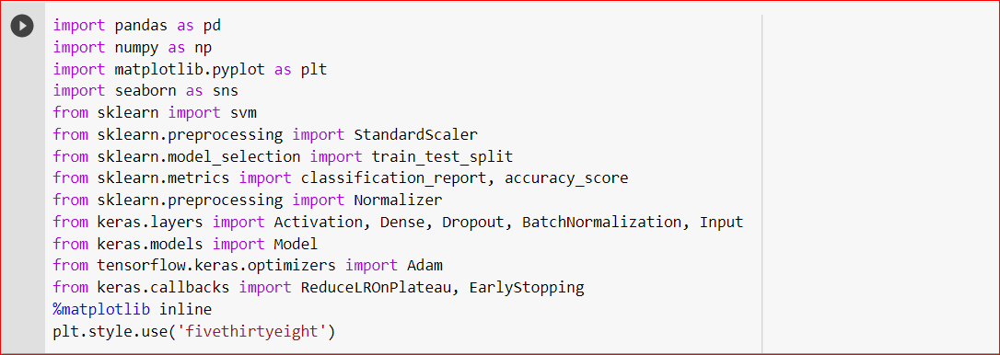 import pandas as pd
import numpy as np
import matplotlib.pyplot as plt
import seaborn as sns
from sklearn import svm
from sklearn.preprocessing import StandardScaler
from sklearn.model_selection import train_test_split
from sklearn.metrics import classification_report, accuracy_score
from sklearn.preprocessing import Normalizer
from keras.layers import Activation, Dense, Dropout, BatchNormalization, Input
from keras.models import Model
from tensorflow.keras.optimizers import Adam
from keras.callbacks import ReduceLROnPlateau, EarlyStopping
%matplotlib inline
plt.style.use('fivethirtyeight')